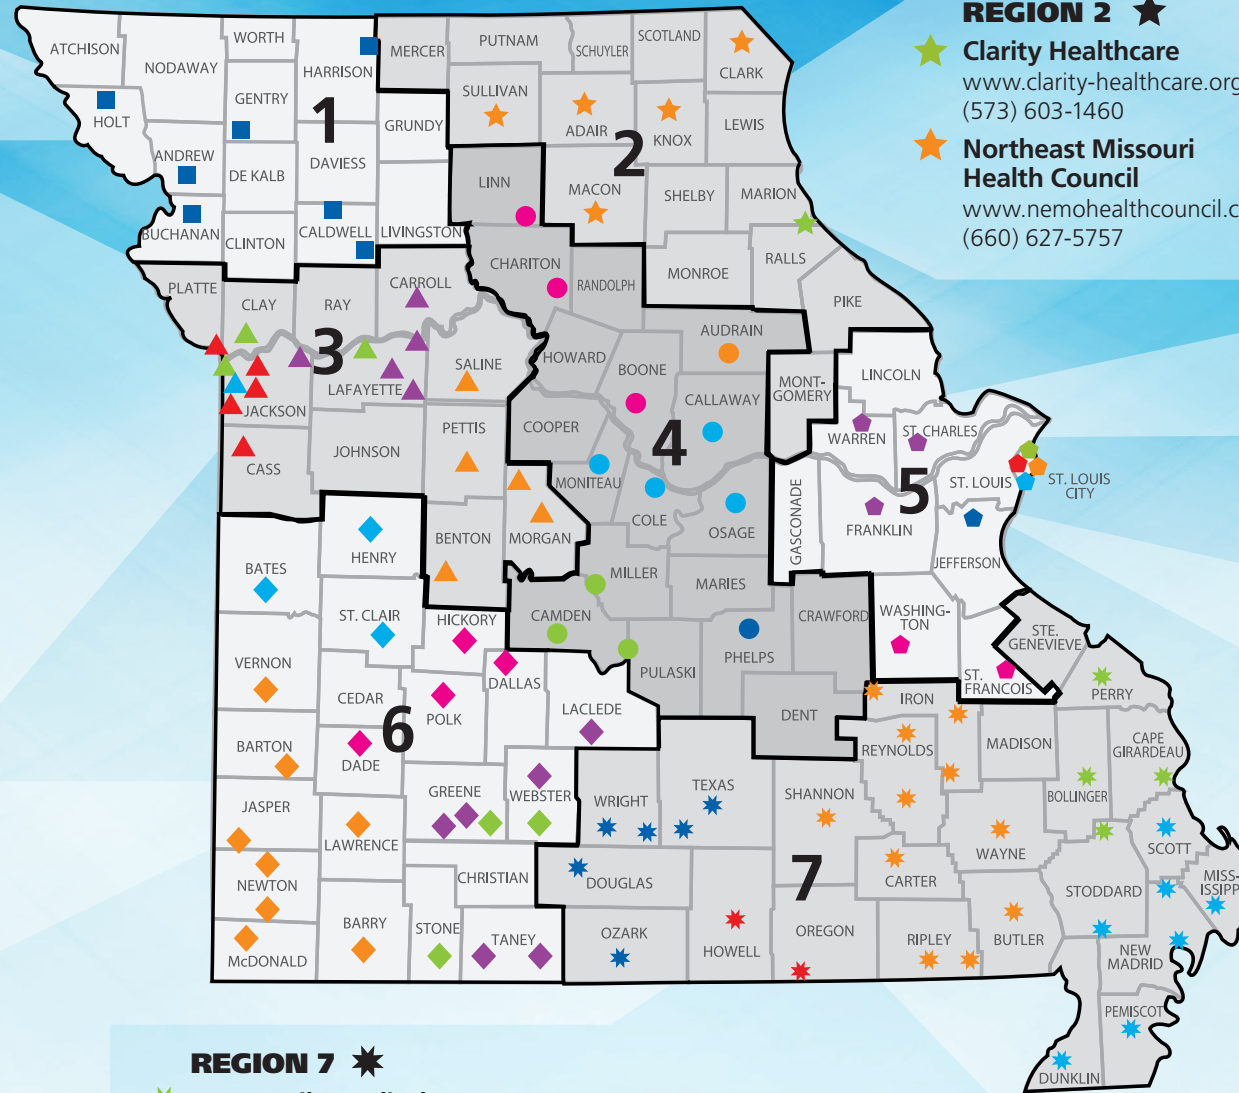 REGION 2
Clarity Healthcare
www.clarity-healthcare.org
(573) 603-1460
Northeast Missouri
Health Council
www.nemohealthcouncil.c
(660) 627-5757
ATCHISON
NODAWAY
WORTH
HARRISON
MERCER
PUTNAM
SCHUYLER
SCOTLAND
CLARK
HOLT
GENTRY
1
GRUNDY
SULLIVAN
ADAIR
2
KNOX
LEWIS
ANDREW
DE KALB
DAVIESS
LINN
MACON
SHELBY
MARION
BUCHANAN
CLINTON
CALDWELL
LIVINGSTON
CHARITON
RANDOLPH
MONROE
RALLS
PIKE
PLATTE
CLAY
RAY
CARROLL
3
LAFAYETTE
SALINE
HOWARD
BOONE
AUDRAIN
MONT-
GOMERY
LINCOLN
JACKSON
CASS
JOHNSON
PETTIS
COOPER
4
CALLAWAY
WARREN
ST. CHARLES
5
ST. LOUIS
ST. LOUIS
CITY
MONITEAU
COLE
OSAGE
GASCONADE
FRANKLIN
JEFFERSON
BATES
HENRY
BENTON
MORGAN
MILLER
MARIES
CRAWFORD
WASHING-
TON
STE.
GENEVIEVE
ST. CLAIR
HICKORY
CAMDEN
PULASKI
PHELPS
ST.
FRANCOIS
PERRY
VERNON
CEDAR
6
POLK
DALLAS
LACLEDE
DENT
IRON
REYNOLDS
MADISON
CAPE
GIRARDEAU
BARTON
DADE
GREENE
WEBSTER
WRIGHT
TEXAS
SHANNON
BOLLINGER
JASPER
LAWRENCE
CHRISTIAN
DOUGLAS
7
CARTER
WAYNE
SCOTT
STODDARD
MISS-
ISSIPP
NEWTON
BARRY
STONE
TANEY
OZARK
HOWELL
OREGON
RIPLEY
BUTLER
NEW
MADRID
McDONALD
PEMISCOT
DUNKLIN
REGION 7